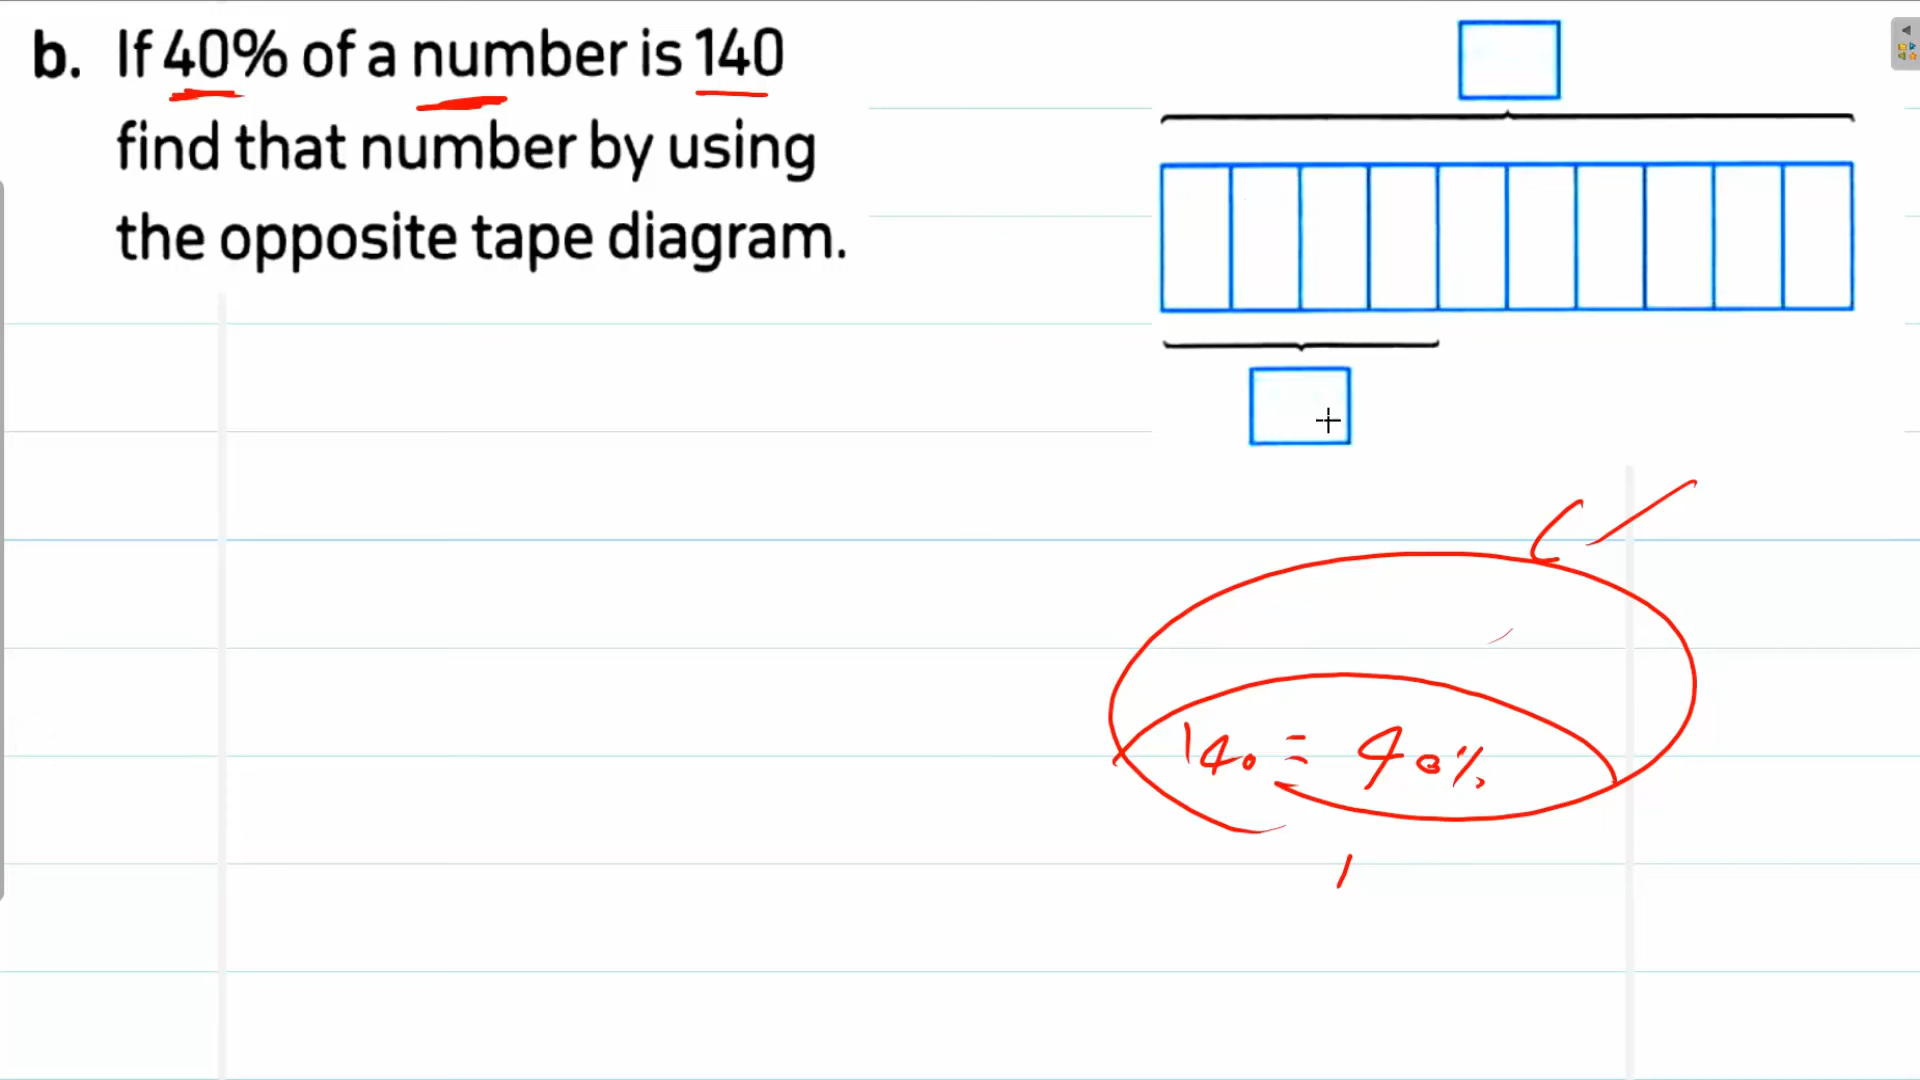 b. If 40% of a number is 140
find that number by using
the opposite tape diagram.
140 = 40%